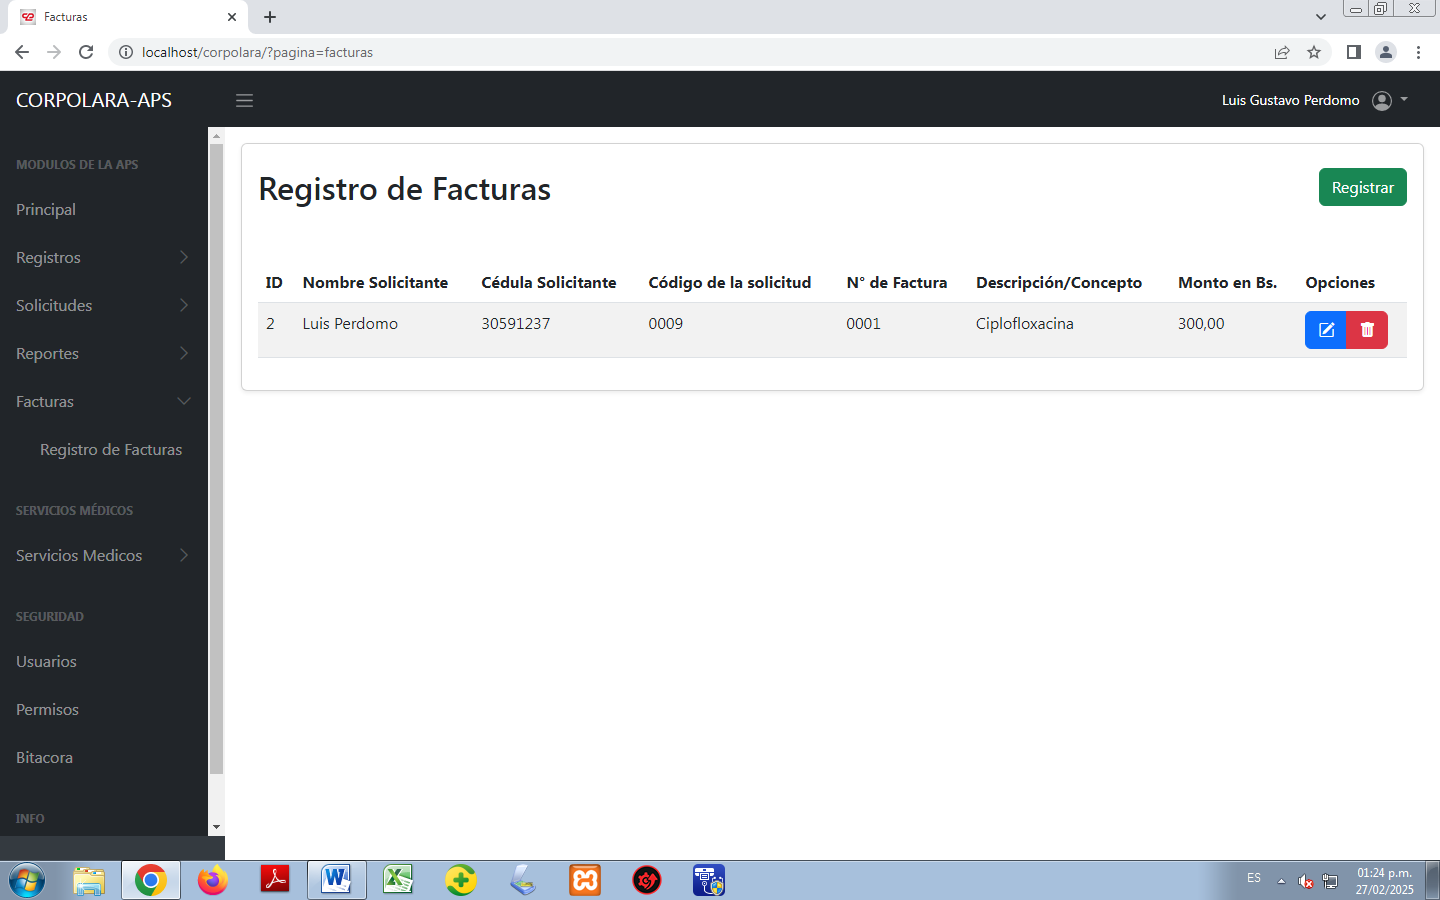 Facturas
localhost/corpolara/?pagina=facturas
CORPOLARA-APS
Luis Gustavo Perdomo
MODULOS DE LA APS
Principal
Registros
Solicitudes
Reportes
Facturas
Registro de Facturas
SERVICIOS MÉDICOS
Servicios Medicos
SEGURIDAD
Usuarios
Permisos
Bitacora
INFO
Registro de Facturas
Registrar
ID Nombre Solicitante Cédula Solicitante Código de la solicitud N° de Factura Descripción/Concepto Monto en Bs. Opciones
2 Luis Perdomo 30591237 0009 0001 Ciplofloxacina 300,00
ES
01:24 p.m.
27/02/2025